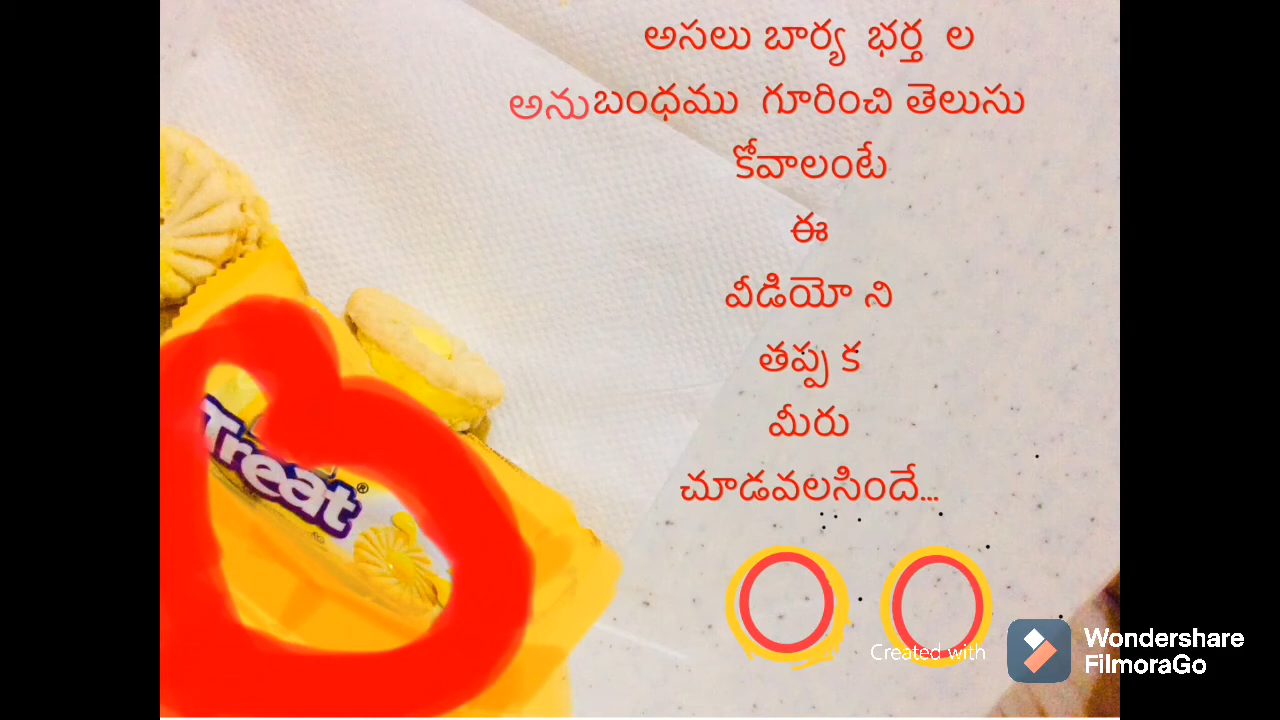 అసలు బార్య భర్త ల
అనుబంధము గూరించి తెలుసు
కోవాలంటే
ఈ
వీడియో ని
తప్ప క
మీరు
చూడవలసిందే...
Treat®
Created with
Wondershare
FilmoraGo